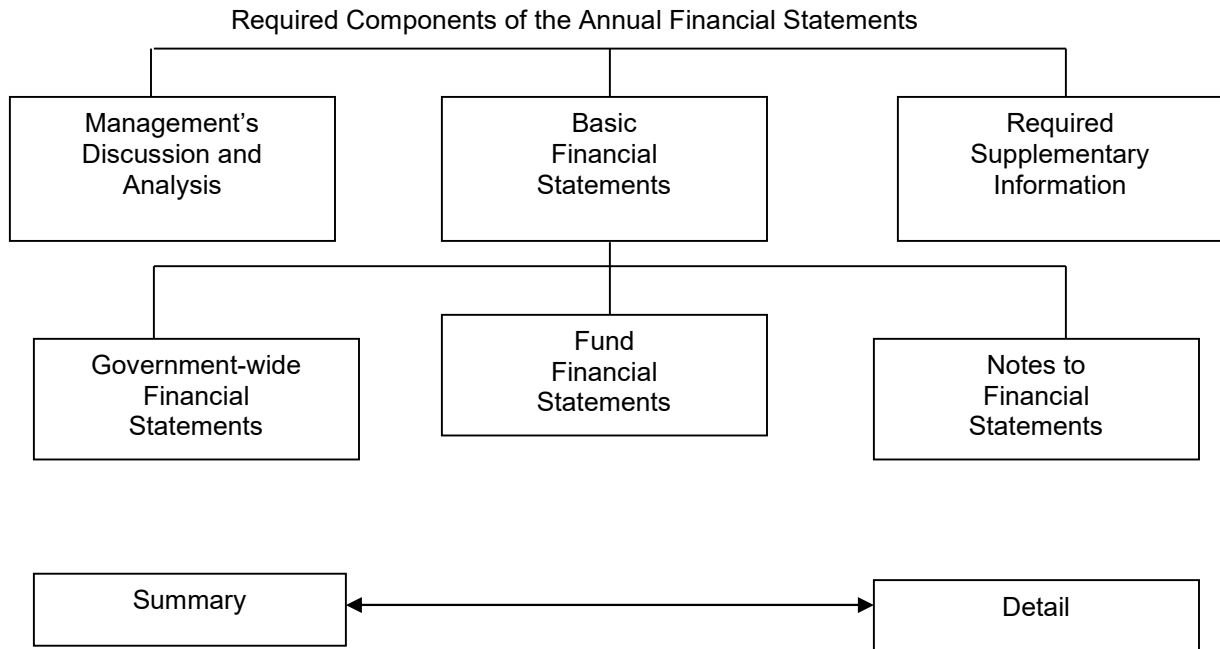 Required Components of the Annual Financial Statements
Management’s
Discussion and
Analysis
Basic
Financial
Statements
Required
Supplementary
Information
Government-wide
Financial
Statements
Fund
Financial
Statements
Notes to
Financial
Statements
Summary
Detail